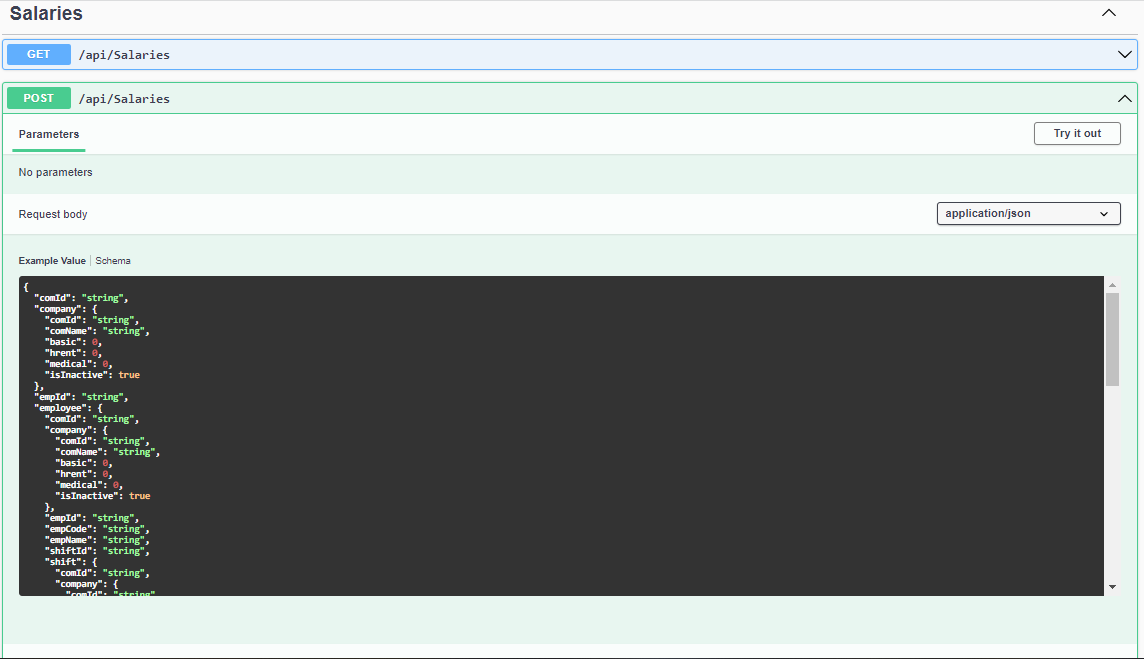 Salaries
GET /api/Salaries
POST /api/Salaries
Parameters
Try it out
No parameters
Request body
application/json
Example Value | Schema
{
  "comId": "string",
  "company": {
    "comId": "string",
    "comName": "string",
    "basic": 0,
    "hrent": 0,
    "medical": 0,
    "isInactive": true
  },
  "empId": "string",
  "employee": {
    "comId": "string",
    "company": {
      "comId": "string",
      "comName": "string",
      "basic": 0,
      "hrent": 0,
      "medical": 0,
      "isInactive": true
    },
    "empId": "string",
    "empCode": "string",
    "empName": "string",
    "shiftId": "string",
    "shift": {
      "comId": "string",
      "company": {
        "comId": "string"